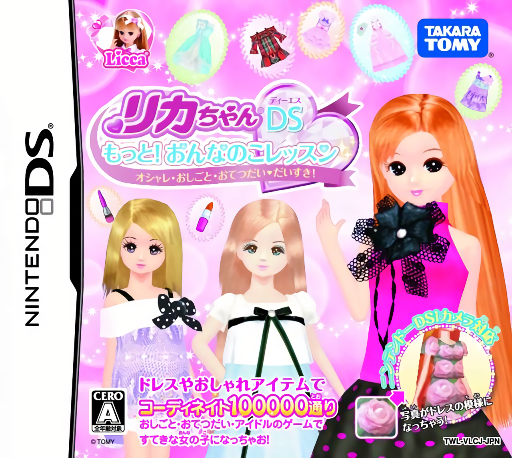 Licca
TAKARA
TOMY
リカちゃんDS
ディーエス
もっと!おんなのこレッスン
オシャレ・おしごと・おてつだい♥だいすき!
NINTENDO DS
ニンテンドーDSiカメラ対応
写真がドレスの模様に
なっちゃう!
ドレスやおしゃれアイテムで
コーディネイト100000通り
おしごと・おてつだい・アイドルのゲームで
すてきな女の子になっちゃお!
CERO
A
全年齢対象
© TOMY
TWL-VLCJ-JPN